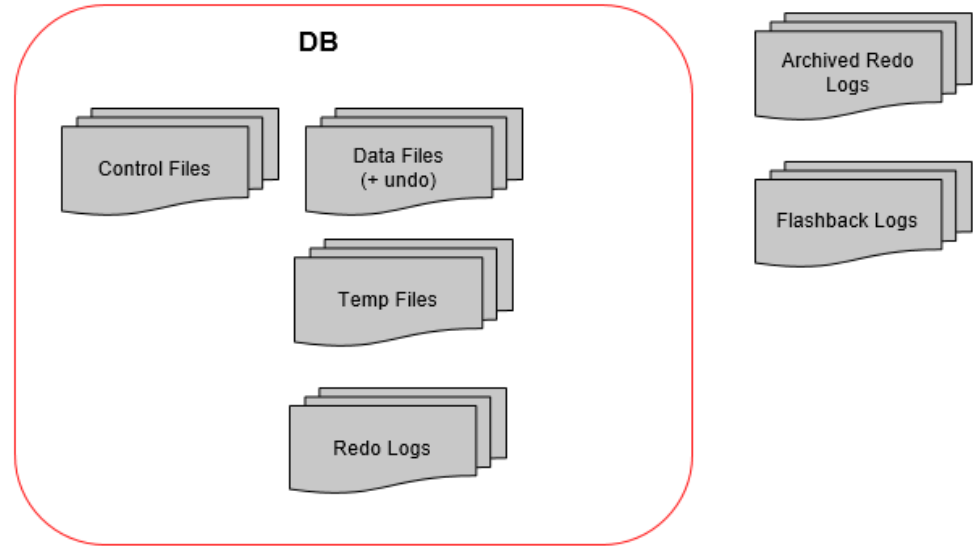 DB
Control Files
Data Files
(+ undo)
Temp Files
Redo Logs
Archived Redo
Logs
Flashback Logs